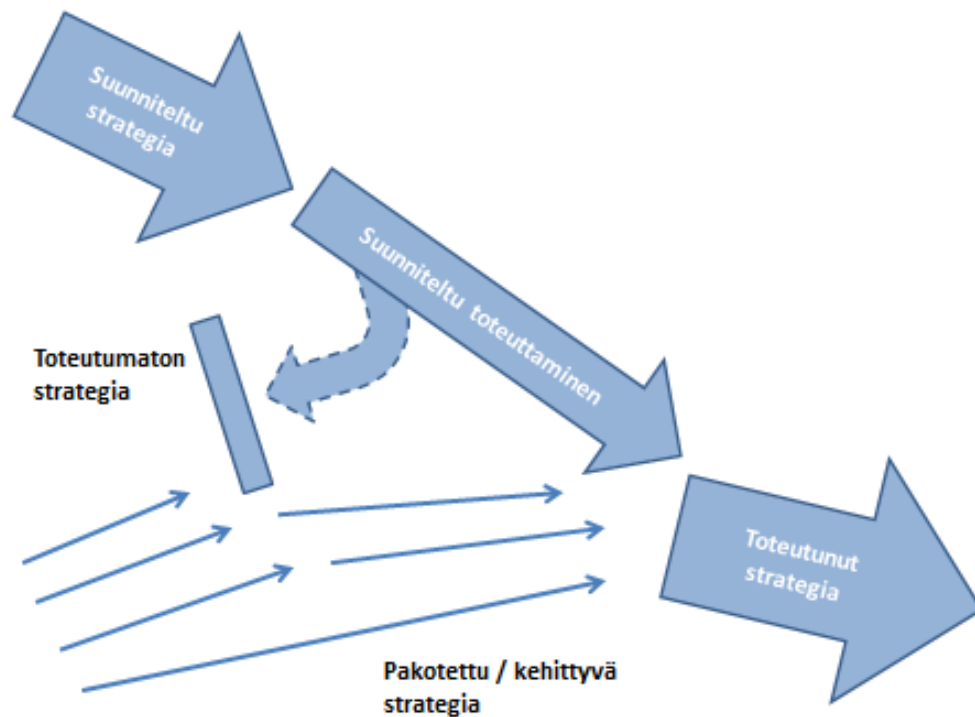 Suunniteltu
strategia
Suunniteltu toteuttaminen
Toteutumaton
strategia
Toteutunut
strategia
Pakotettu / kehittyvä
strategia